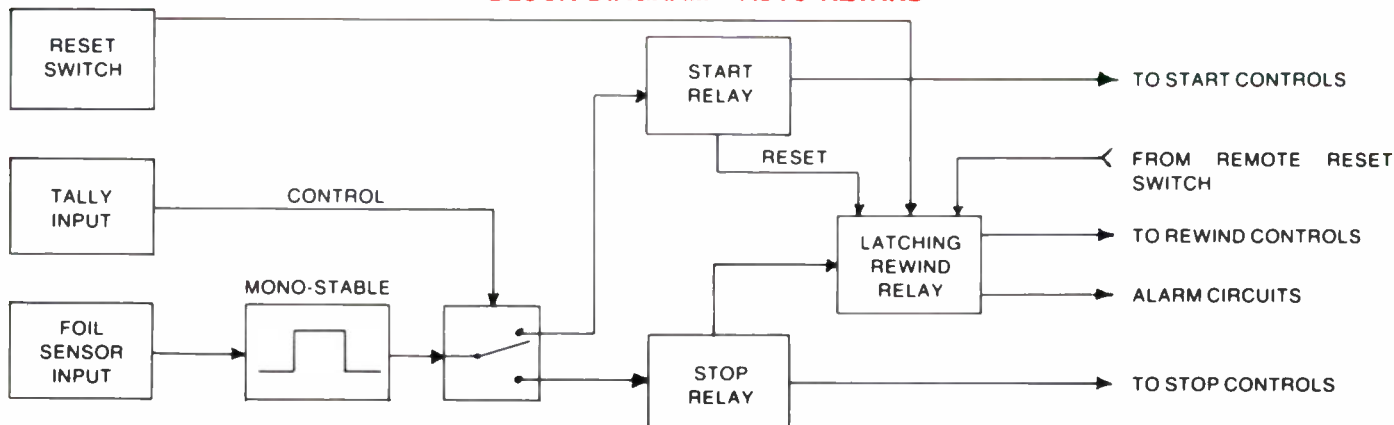 RESET
SWITCH
START
RELAY
TO START CONTROLS
RESET
FROM REMOTE RESET
SWITCH
TALLY
INPUT
CONTROL
LATCHING
REWIND
RELAY
TO REWIND CONTROLS
ALARM CIRCUITS
MONO-STABLE
FOIL
SENSOR
INPUT
STOP
RELAY
TO STOP CONTROLS